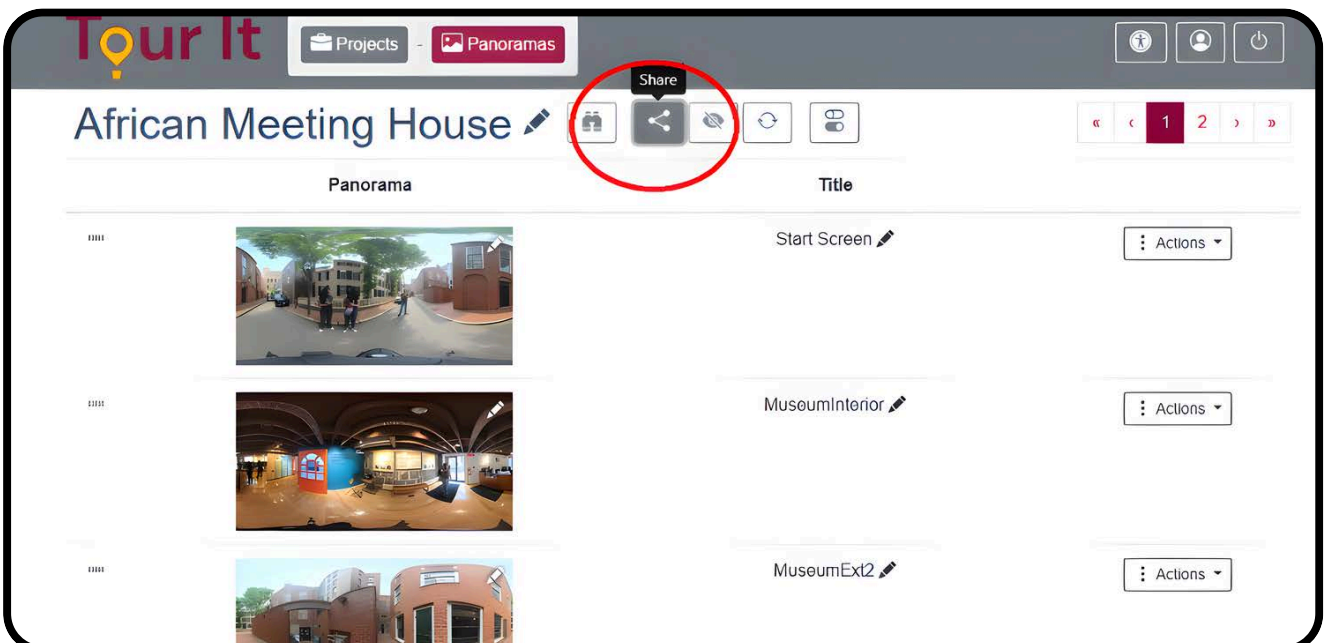 Tour It
Projects - Panoramas
Share
African Meeting House
« ‹ 1 2 › »
Panorama Title
Start Screen
Actions
MuseumInterior
Actions
MuseumExt2
Actions